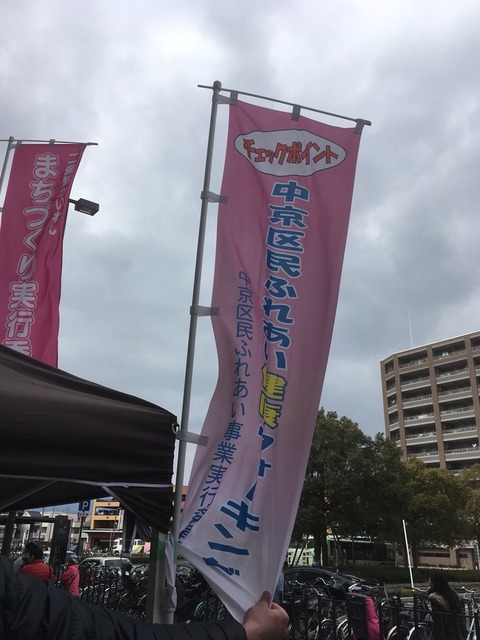 チェックポイント
中京区民ふれあい健康ウォーキング
中京区民ふれあい事業実行委員会
まちづくり実行委
P